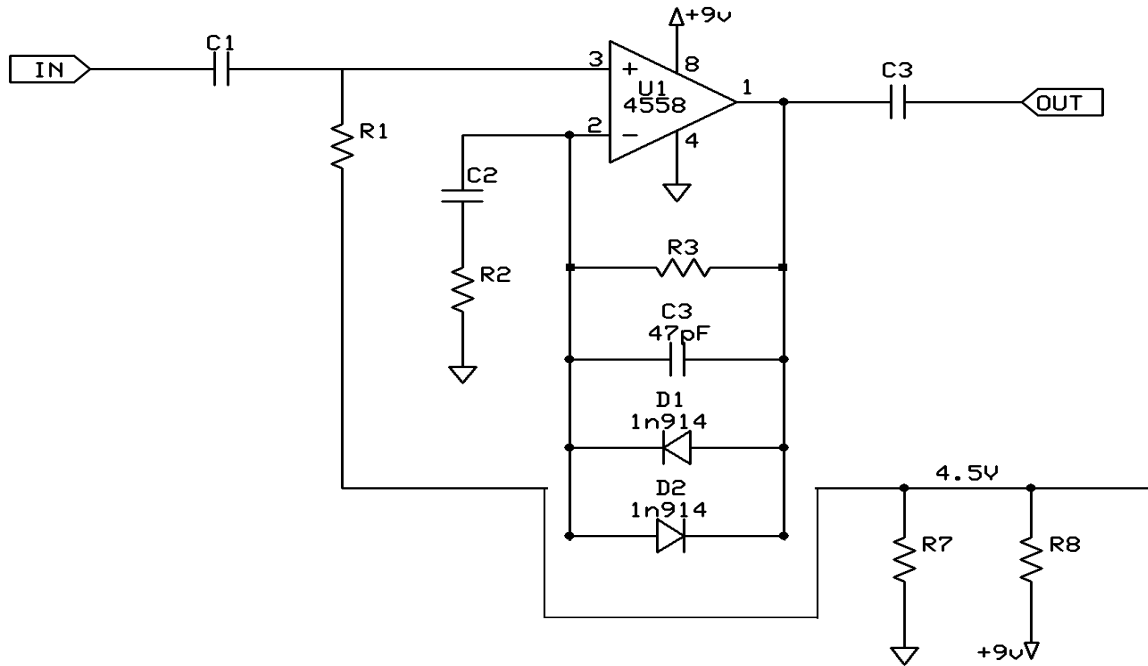 +9v
C1
IN
3
+
8
U1
4558
1
C3
OUT
R1
2
−
4
C2
R2
R3
C3
47pF
D1
1n914
D2
1n914
4.5V
R7
R8
+9v